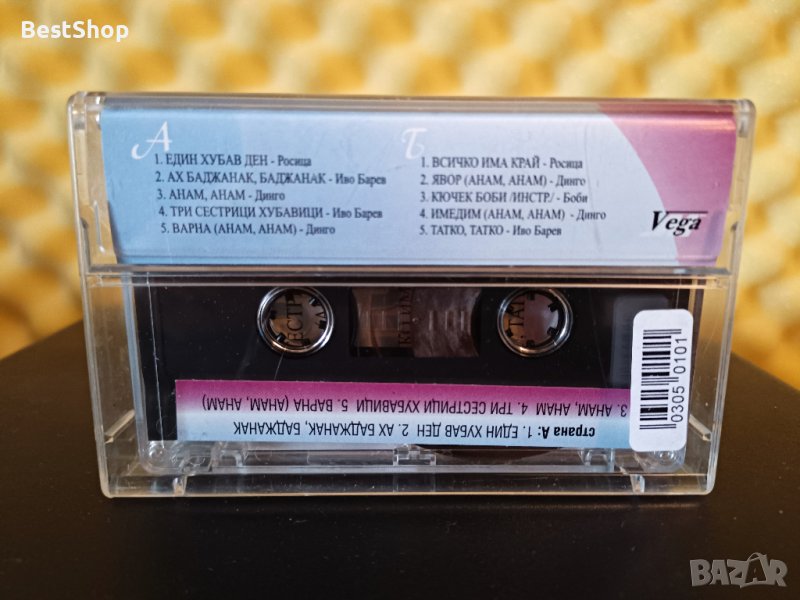 BestShop
А
1. ЕДИН ХУБАВ ДЕН - Росица
2. АХ БАДЖАНАК, БАДЖАНАК - Иво Барев
3. АНАМ, АНАМ - Динго
4. ТРИ СЕСТРИЦИ ХУБАВИЦИ - Иво Барев
5. ВАРНА (АНАМ, АНАМ) - Динго
Б
1. ВСИЧКО ИМА КРАЙ - Росица
2. ЯВОР (АНАМ, АНАМ) - Динго
3. КЮЧЕК БОБИ /ИНСТР./ - Боби
4. ИМЕДИМ (АНАМ, АНАМ) - Динго
5. ТАТКО, ТАТКО - Иво Барев
Vega
страна А: 1. ЕДИН ХУБАВ ДЕН 2. АХ БАДЖАНАК, БАДЖАНАК
3. АНАМ, АНАМ 4. ТРИ СЕСТРИЦИ ХУБАВИЦИ 5. ВАРНА (АНАМ, АНАМ)
0305 0101
BAZAR